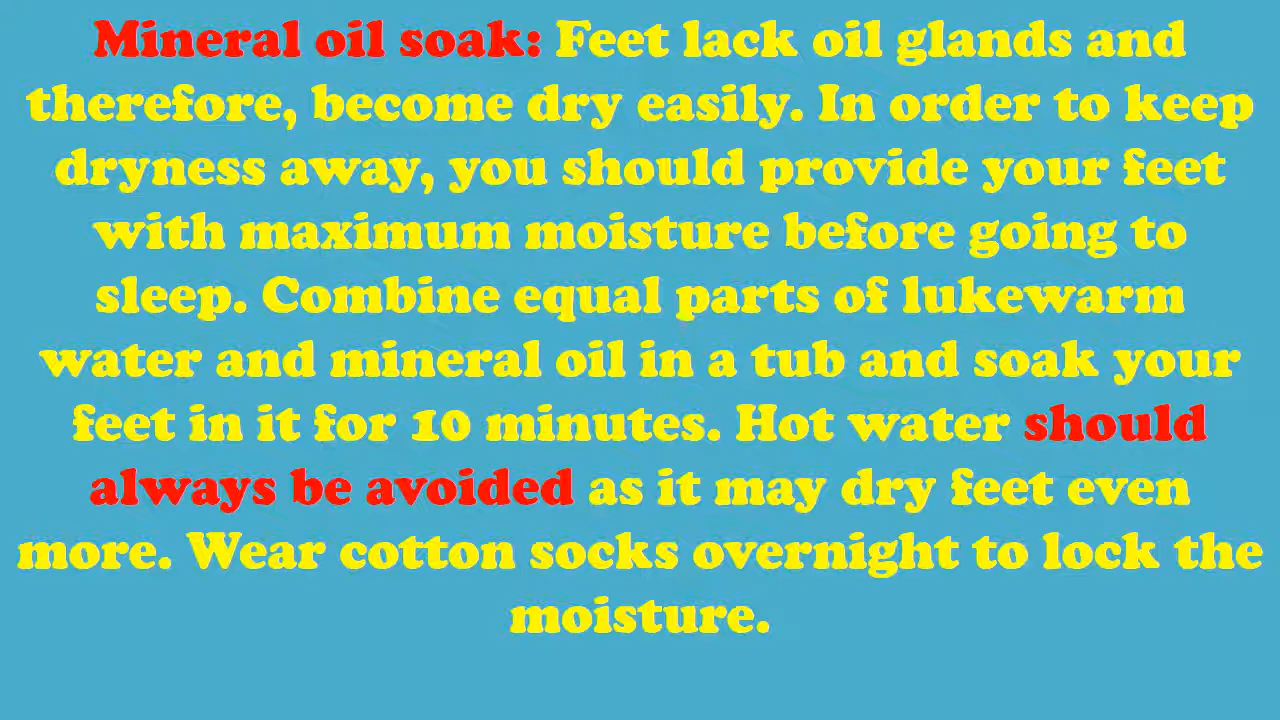 Mineral oil soak: Feet lack oil glands and
therefore, become dry easily. In order to keep
dryness away, you should provide your feet
with maximum moisture before going to
sleep. Combine equal parts of lukewarm
water and mineral oil in a tub and soak your
feet in it for 10 minutes. Hot water should
always be avoided as it may dry feet even
more. Wear cotton socks overnight to lock the
moisture.